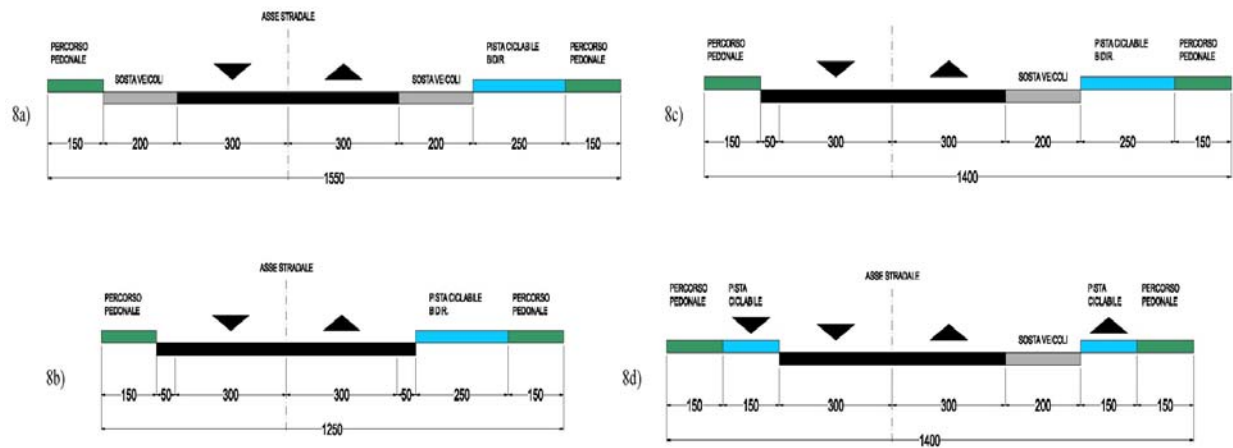 ASSE STRADALE
PERCORSO
PEDONALE
SOSTA VEICOLI
SOSTA VEICOLI
PISTA CICLABILE
BIDIR.
PERCORSO
PEDONALE
8a)
150 200 300 300 200 250 150
1550
PERCORSO
PEDONALE
SOSTA VEICOLI
PISTA CICLABILE
BIDIR.
PERCORSO
PEDONALE
8c)
150 50 300 300 200 250 150
1400
ASSE STRADALE
PERCORSO
PEDONALE
PISTA CICLABILE
BIDIR.
PERCORSO
PEDONALE
8b)
150 50 300 300 50 250 150
1250
ASSE STRADALE
PERCORSO
PEDONALE
PISTA
CICLABILE
SOSTA VEICOLI
PISTA
CICLABILE
PERCORSO
PEDONALE
8d)
150 150 300 300 200 150 150
1400